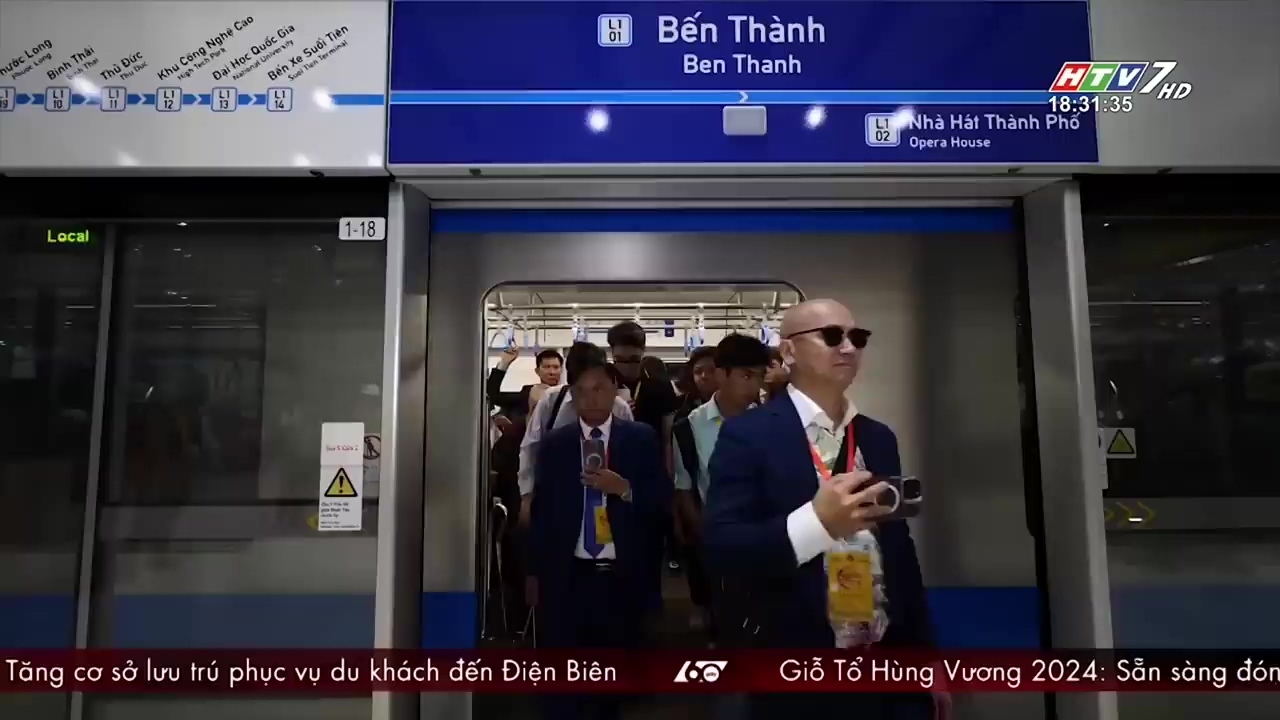 L1
01
Bến Thành
Ben Thanh
HTV7 HD
18:31:35
L1
02
Nhà Hát Thành Phố
Opera House
Phuoc Long
Bình Thái
Binh Thai
Thủ Đức
Thu Duc
Khu Công Nghệ Cao
High Tech Park
Đại Học Quốc Gia
National University
Bến Xe Suối Tiên
Suoi Tien Terminal
L1
10
L1
11
L1
12
L1
13
L1
14
Local
1-18
Tăng cơ sở lưu trú phục vụ du khách đến Điện Biên
60
Giỗ Tổ Hùng Vương 2024: Sẵn sàng đón